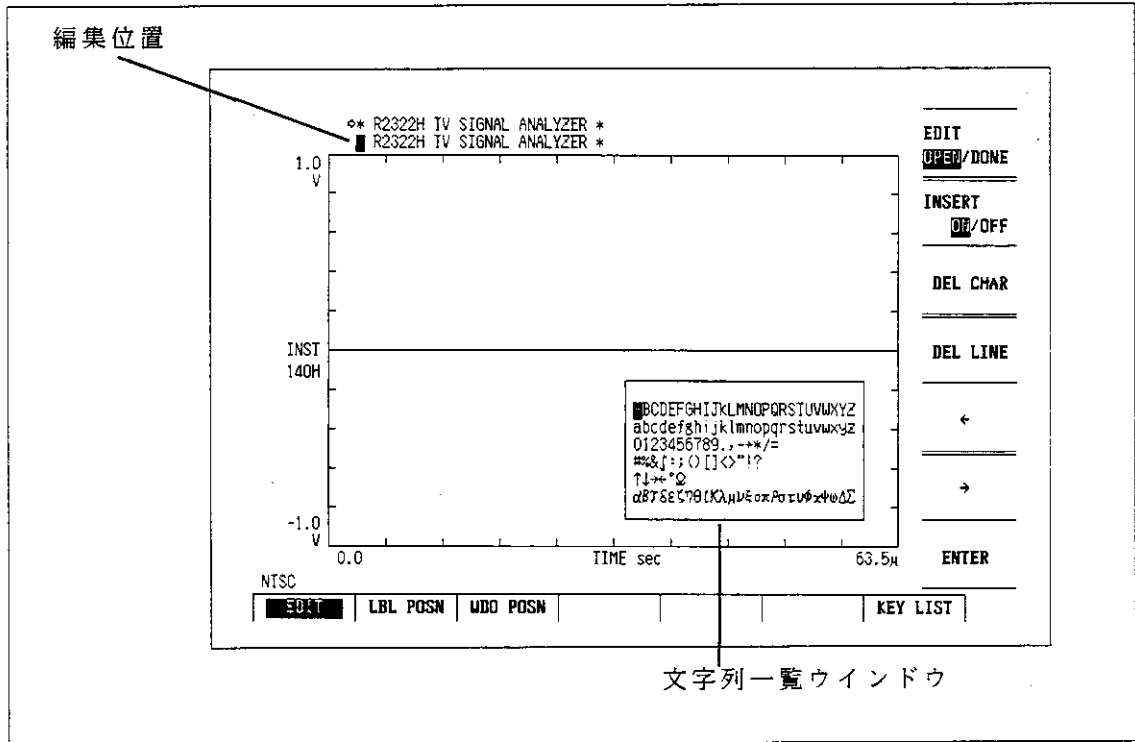 編集位置
⇨* R2322H TV SIGNAL ANALYZER *
R2322H TV SIGNAL ANALYZER *
1.0
V
INST
140H
-1.0
V
0.0 TIME sec 63.5μ
NTSC
EDIT
OPEN/DONE
INSERT
ON/OFF
DEL CHAR
DEL LINE
←
→
ENTER
ABCDEFGHIJKLMNOPQRSTUVWXYZ
abcdefghijklmnopqrstuvwxyz
0123456789.,-+*/=
#%&∫:;()[]<>"!?
↑↓→←°Ω
αβγδεζηθικλμνξοπρστυφχψωΔΣ
EDIT LBL POSN WDO POSN KEY LIST
文字列一覧ウインドウ